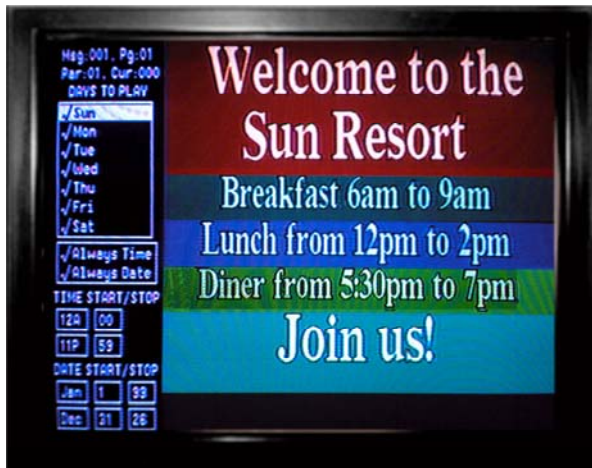 Msg:001, Pg:01
Par:01, Cur:000
DAYS TO PLAY
√Sun
√Mon
√Tue
√Wed
√Thu
√Fri
√Sat
√Always Time
√Always Date
TIME START/STOP
12A 00
11P 59
DATE START/STOP
Jan 1 99
Dec 31 26
Welcome to the
Sun Resort
Breakfast 6am to 9am
Lunch from 12pm to 2pm
Diner from 5:30pm to 7pm
Join us!